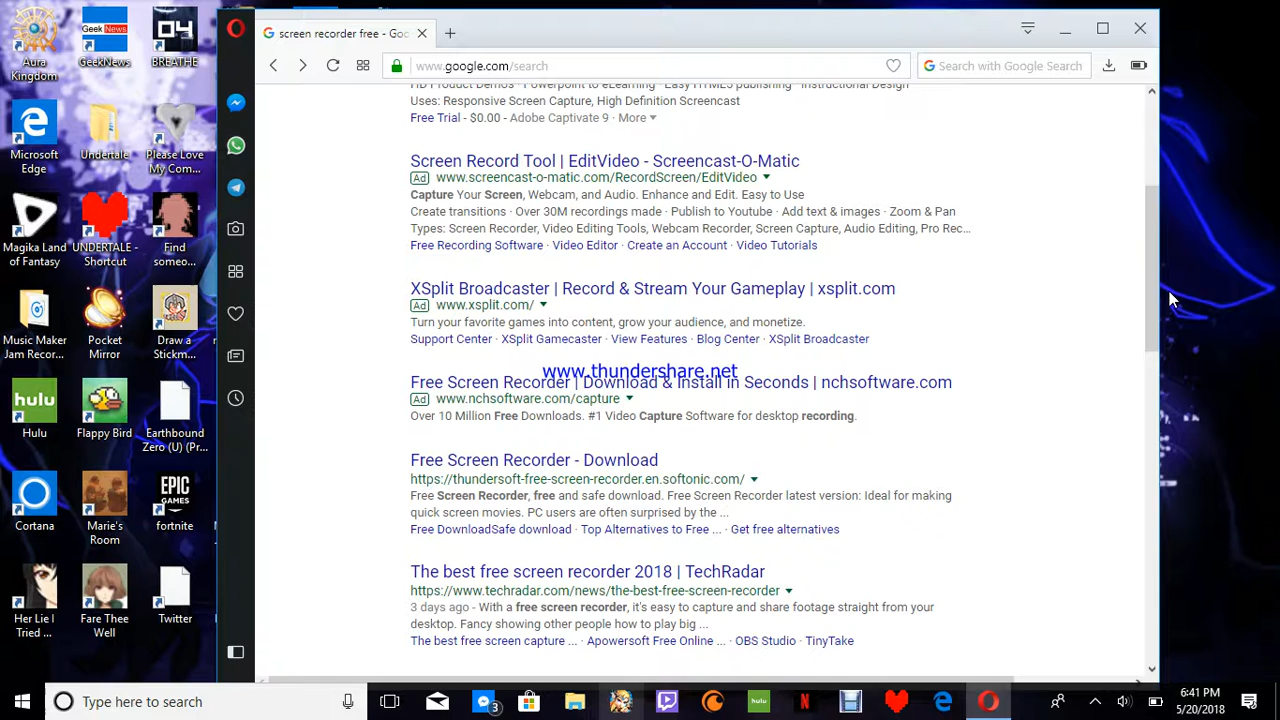 screen recorder free - Goo
www.google.com/search
Search with Google Search
HD Product Demos · Powerpoint to eLearning · Easy HTML5 publishing · Instructional Design
Uses: Responsive Screen Capture, High Definition Screencast
Free Trial - $0.00 - Adobe Captivate 9 · More
Screen Record Tool | EditVideo - Screencast-O-Matic
Ad www.screencast-o-matic.com/RecordScreen/EditVideo
Capture Your Screen, Webcam, and Audio. Enhance and Edit. Easy to Use
Create transitions · Over 30M recordings made · Publish to Youtube · Add text & images · Zoom & Pan
Types: Screen Recorder, Video Editing Tools, Webcam Recorder, Screen Capture, Audio Editing, Pro Rec...
Free Recording Software · Video Editor · Create an Account · Video Tutorials
XSplit Broadcaster | Record & Stream Your Gameplay | xsplit.com
Ad www.xsplit.com/
Turn your favorite games into content, grow your audience, and monetize.
Support Center · XSplit Gamecaster · View Features · Blog Center · XSplit Broadcaster
www.thundershare.net
Free Screen Recorder | Download & Install in Seconds | nchsoftware.com
Ad www.nchsoftware.com/capture
Over 10 Million Free Downloads. #1 Video Capture Software for desktop recording.
Free Screen Recorder - Download
https://thundersoft-free-screen-recorder.en.softonic.com/
Free Screen Recorder, free and safe download. Free Screen Recorder latest version: Ideal for making
quick screen movies. PC users are often surprised by the ...
Free DownloadSafe download · Top Alternatives to Free ... · Get free alternatives
The best free screen recorder 2018 | TechRadar
https://www.techradar.com/news/the-best-free-screen-recorder
3 days ago - With a free screen recorder, it's easy to capture and share footage straight from your
desktop. Fancy showing other people how to play big ...
The best free screen capture ... · Apowersoft Free Online ... · OBS Studio · TinyTake
Aura
Kingdom
Geek News
GeekNews
04
BREATHE
Microsoft
Edge
Undertale
Please Love
My Com...
Magika Land
of Fantasy
UNDERTALE -
Shortcut
Find
someo...
Music Maker
Jam Recor...
Pocket
Mirror
Draw a
Stickm...
hulu
Hulu
Flappy Bird
Earthbound
Zero (U) (Pr...
Cortana
Marie's
Room
EPIC
GAMES
fortnite
Her Lie I
Tried ...
Fare Thee
Well
Twitter
Type here to search
3
hulu
N
6:41 PM
5/20/2018